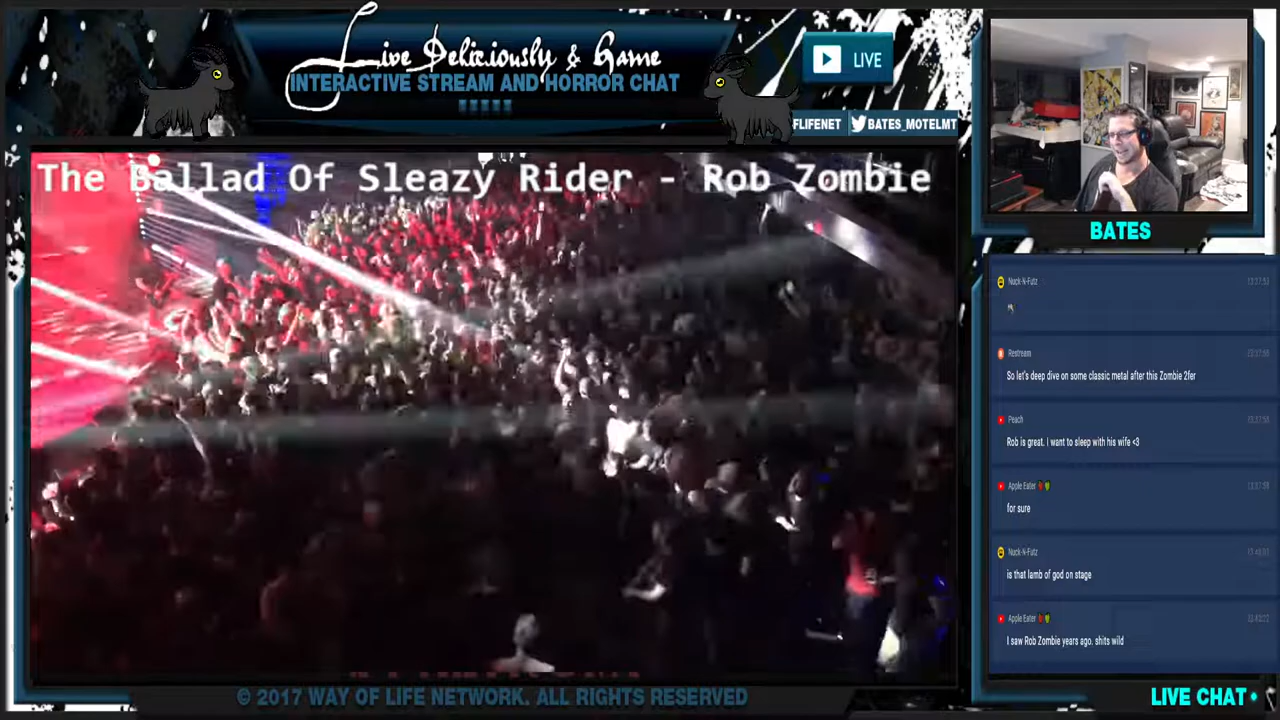 Live Deliciously & Game
INTERACTIVE STREAM AND HORROR CHAT
LIVE
FLIFENET
BATES_MOTELMT
The Ballad Of Sleazy Rider - Rob Zombie
BATES
Nuck-N-Futz
Restream
So let's deep dive on some classic metal after this Zombie 2fer
Peach
Rob is great. I want to sleep with his wife <3
Apple Eater
for sure
Nuck-N-Futz
is that lamb of god on stage
Apple Eater
I saw Rob Zombie years ago. shits wild
© 2017 WAY OF LIFE NETWORK. ALL RIGHTS RESERVED
LIVE CHAT